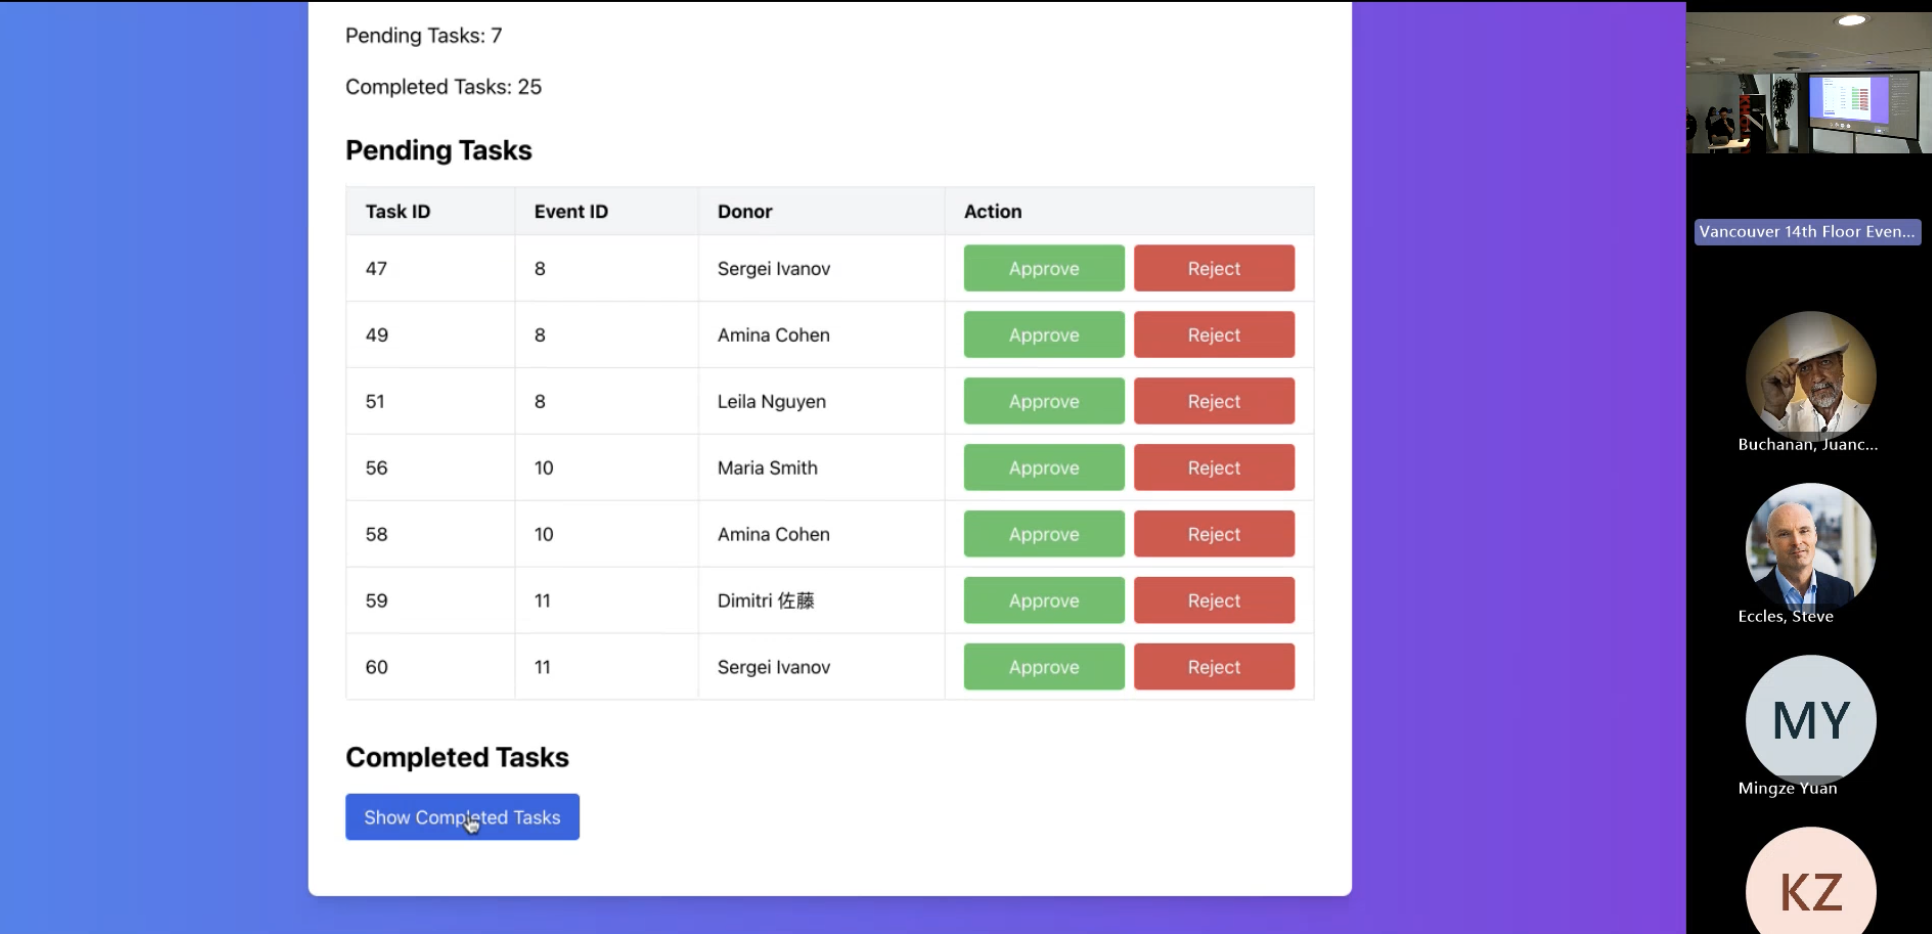 Pending Tasks: 7
Completed Tasks: 25
Pending Tasks
Task ID Event ID Donor Action
47 8 Sergei Ivanov Approve Reject
49 8 Amina Cohen Approve Reject
51 8 Leila Nguyen Approve Reject
56 10 Maria Smith Approve Reject
58 10 Amina Cohen Approve Reject
59 11 Dimitri 佐藤 Approve Reject
60 11 Sergei Ivanov Approve Reject
Completed Tasks
Show Completed Tasks
Vancouver 14th Floor Even...
Buchanan, Juanc...
Eccles, Steve
MY
Mingze Yuan
KZ